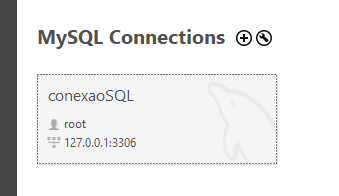 MySQL Connections
conexaoSQL
root
127.0.0.1:3306